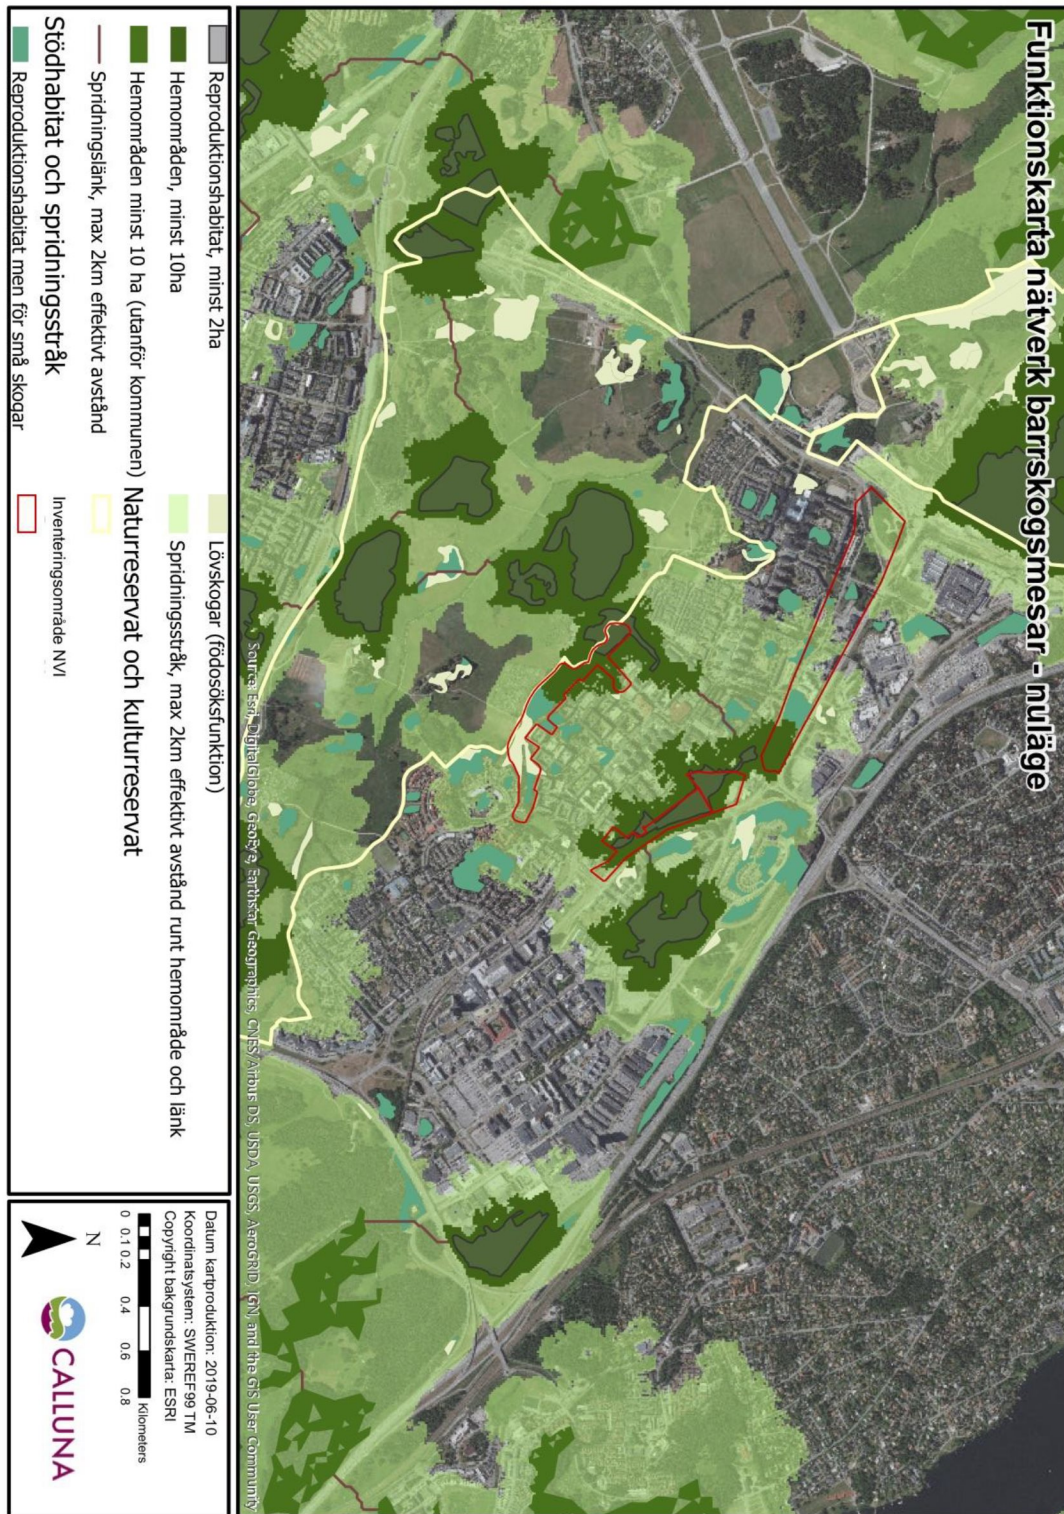 Funktionskarta nätverk barrskogsmesar - nuläge
Source: Esri, DigitalGlobe, GeoEye, Earthstar Geographics, CNES/Airbus DS, USDA, USGS, AeroGRID, IGN, and the GIS User Community
Reproduktionshabitat, minst 2ha
Hemområden, minst 10ha
Hemområden minst 10 ha (utanför kommunen)
Spridningslänk, max 2km effektivt avstånd
Stödhabitat och spridningsstråk
Reproduktionshabitat men för små skogar
Lövskogar (födosöksfunktion)
Spridningsstråk, max 2km effektivt avstånd runt hemområde och länk
Naturreservat och kulturreservat
Inventeringsområde NVI
Datum kartproduktion: 2019-06-10
Koordinatsystem: SWEREF99 TM
Copyright bakgrundskarta: ESRI
0 0.1 0.2 0.4 0.6 0.8
Kilometers
N
CALLUNA